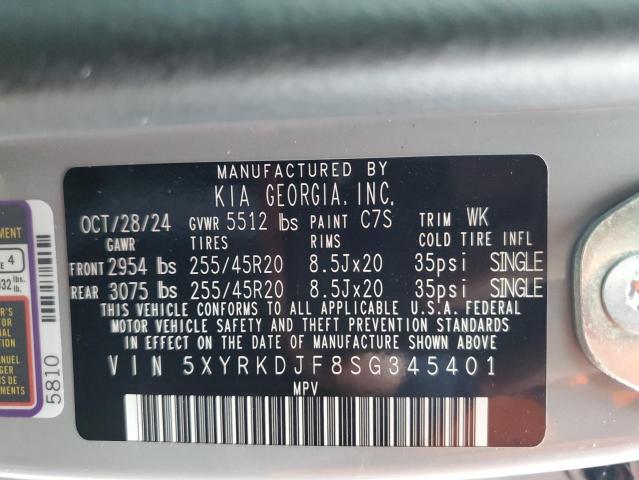 MANUFACTURED BY
KIA GEORGIA, INC.
OCT/28/24 GVWR 5512 lbs PAINT C7S TRIM WK
GAWR TIRES RIMS COLD TIRE INFL
FRONT 2954 lbs 255/45R20 8.5Jx20 35psi SINGLE
REAR 3075 lbs 255/45R20 8.5Jx20 35psi SINGLE
THIS VEHICLE CONFORMS TO ALL APPLICABLE U.S.A. FEDERAL
MOTOR VEHICLE SAFETY AND THEFT PREVENTION STANDARDS
IN EFFECT ON THE DATE OF MANUFACTURE SHOWN ABOVE
VIN 5XYRKDJF8SG345401
MPV
4
lbs.
lb.
5810